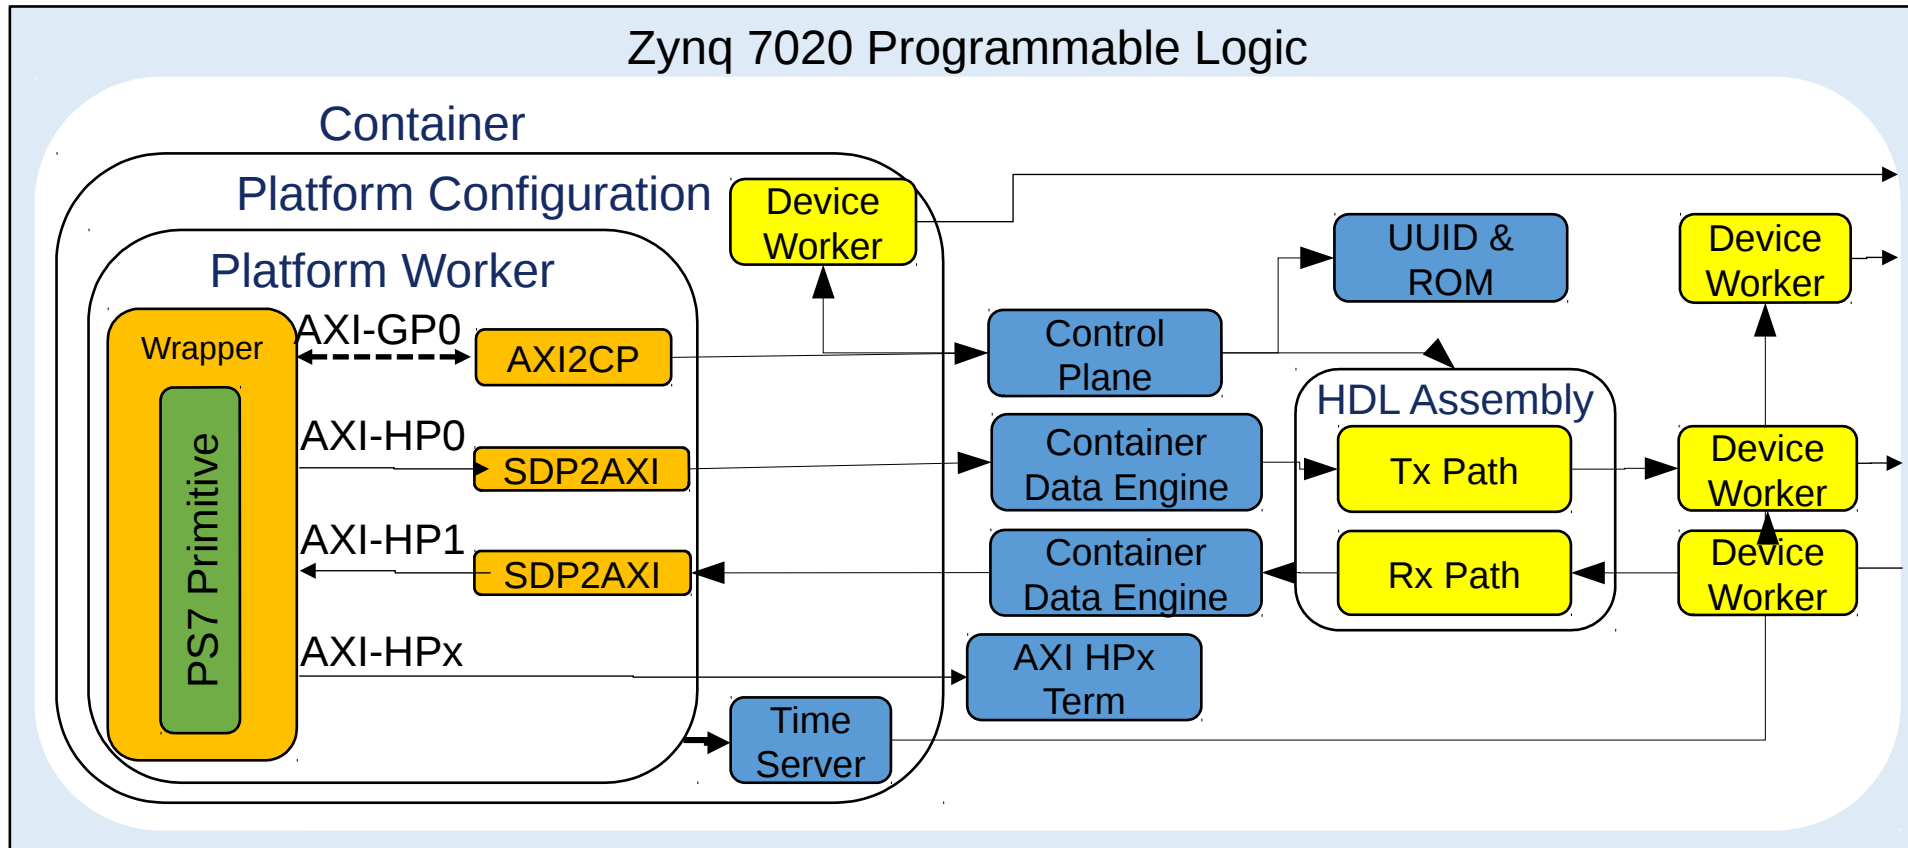 Zynq 7020 Programmable Logic
Container
Platform Configuration
Device
Worker
Platform Worker
Wrapper
PS7 Primitive
AXI-GP0
AXI2CP
AXI-HP0
SDP2AXI
AXI-HP1
SDP2AXI
AXI-HPx
Time
Server
Control
Plane
UUID &
ROM
Container
Data Engine
Container
Data Engine
AXI HPx
Term
HDL Assembly
Tx Path
Rx Path
Device
Worker
Device
Worker
Device
Worker